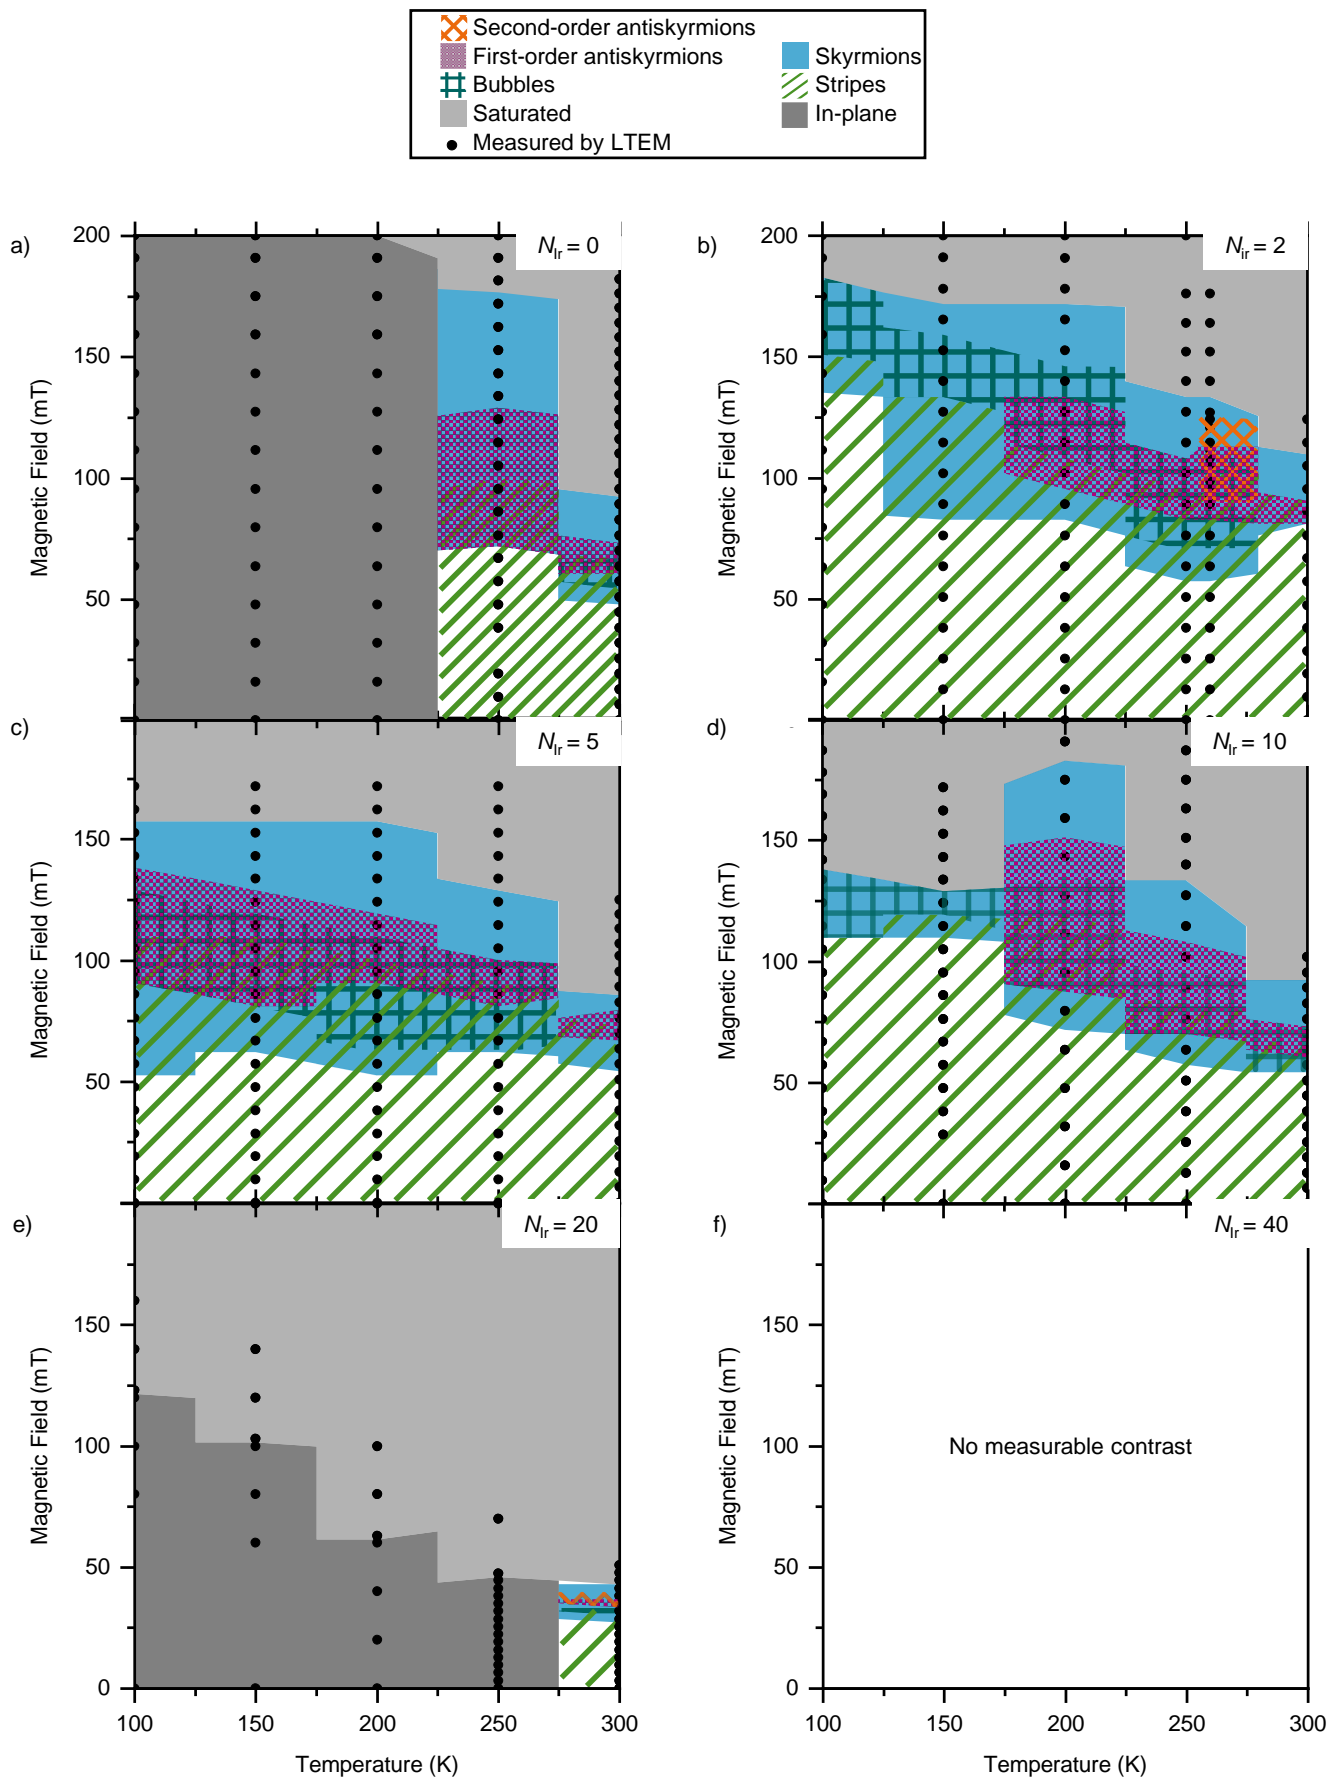 Second-order antiskyrmions
First-order antiskyrmions Skyrmions
Bubbles Stripes
Saturated In-plane
Measured by LTEM
a) N_Ir = 0
200
150
100
50
Magnetic Field (mT)
b) N_ir = 2
200
150
100
50
Magnetic Field (mT)
c) N_Ir = 5
150
100
50
0
Magnetic Field (mT)
d) N_Ir = 10
150
100
50
Magnetic Field (mT)
e) N_Ir = 20
150
100
50
0
Magnetic Field (mT)
100 150 200 250 300
Temperature (K)
f) N_Ir = 40
No measurable contrast
150
100
50
0
Magnetic Field (mT)
100 150 200 250 300
Temperature (K)